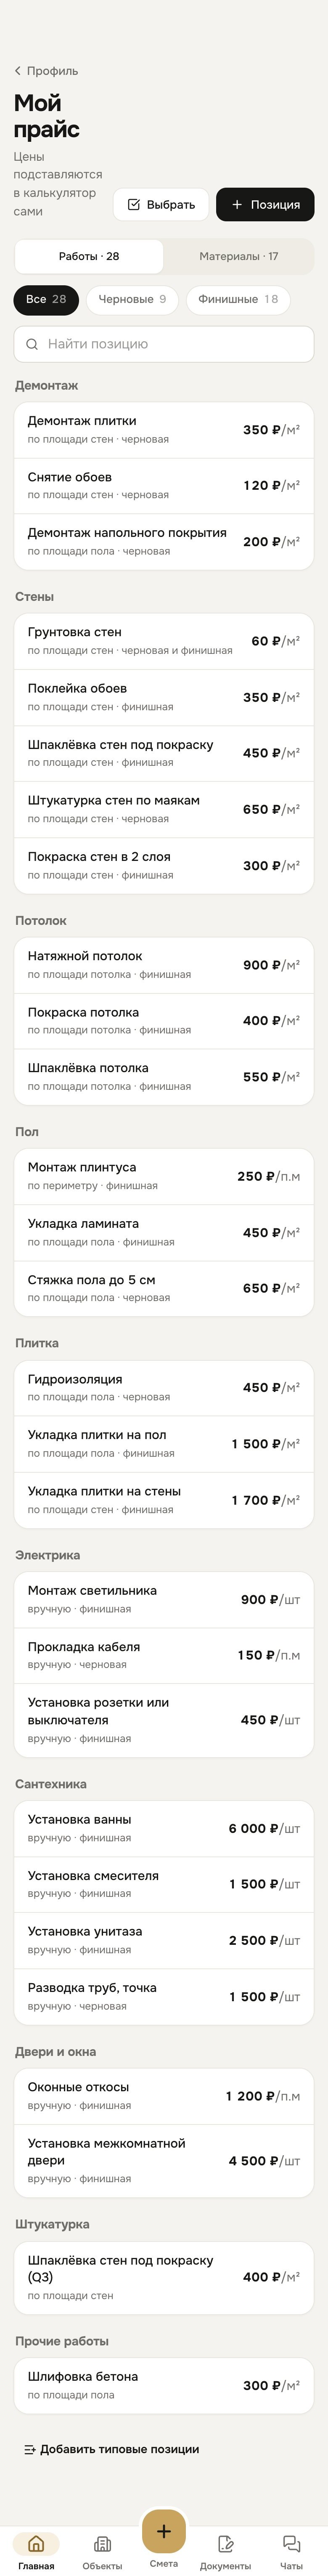 Профиль
Мой
прайс
Цены
подставляются
в калькулятор
сами
Выбрать
Позиция
Работы · 28
Материалы · 17
Все 28
Черновые 9
Финишные 18
Найти позицию
Демонтаж
Демонтаж плитки
по площади стен · черновая
350 ₽/м²
Снятие обоев
по площади стен · черновая
120 ₽/м²
Демонтаж напольного покрытия
по площади пола · черновая
200 ₽/м²
Стены
Грунтовка стен
по площади стен · черновая и финишная
60 ₽/м²
Поклейка обоев
по площади стен · финишная
350 ₽/м²
Шпаклёвка стен под покраску
по площади стен · финишная
450 ₽/м²
Штукатурка стен по маякам
по площади стен · черновая
650 ₽/м²
Покраска стен в 2 слоя
по площади стен · финишная
300 ₽/м²
Потолок
Натяжной потолок
по площади потолка · финишная
900 ₽/м²
Покраска потолка
по площади потолка · финишная
400 ₽/м²
Шпаклёвка потолка
по площади потолка · финишная
550 ₽/м²
Пол
Монтаж плинтуса
по периметру · финишная
250 ₽/п.м
Укладка ламината
по площади пола · финишная
450 ₽/м²
Стяжка пола до 5 см
по площади пола · черновая
650 ₽/м²
Плитка
Гидроизоляция
по площади пола · черновая
450 ₽/м²
Укладка плитки на пол
по площади пола · финишная
1 500 ₽/м²
Укладка плитки на стены
по площади стен · финишная
1 700 ₽/м²
Электрика
Монтаж светильника
вручную · финишная
900 ₽/шт
Прокладка кабеля
вручную · черновая
150 ₽/п.м
Установка розетки или
выключателя
вручную · финишная
450 ₽/шт
Сантехника
Установка ванны
вручную · финишная
6 000 ₽/шт
Установка смесителя
вручную · финишная
1 500 ₽/шт
Установка унитаза
вручную · финишная
2 500 ₽/шт
Разводка труб, точка
вручную · черновая
1 500 ₽/шт
Двери и окна
Оконные откосы
вручную · финишная
1 200 ₽/п.м
Установка межкомнатной
двери
вручную · финишная
4 500 ₽/шт
Штукатурка
Шпаклёвка стен под покраску
(Q3)
по площади стен
400 ₽/м²
Прочие работы
Шлифовка бетона
по площади пола
300 ₽/м²
Добавить типовые позиции
Главная
Объекты
Смета
Документы
Чаты